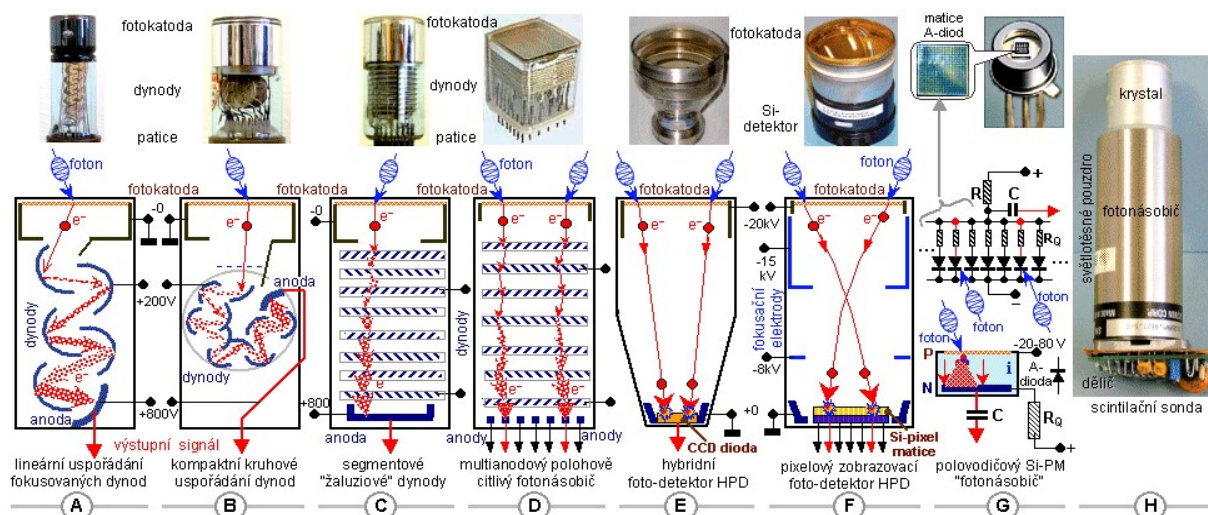 fotokatoda
dynody
patice
fotokatoda
dynody
patice
fotokatoda
Si-
detektor
matice
A-diod
krystal
fotonásobič
světlotěsné pouzdro
dělič
scintilační sonda
foton
fotokatoda
e⁻
-0
+200V
dynody
anoda
+800V
výstupní signál
lineární uspořádání
fokusovaných dynod
A
foton
fotokatoda
e⁻
anoda
dynody
kompaktní kruhové
uspořádání dynod
B
foton
fotokatoda
-0
e⁻
dynody
e⁻
+800
anoda
segmentové
"žaluziové" dynody
C
foton
e⁻
e⁻
e⁻
e⁻
anody
anody
multianodový polohově
citlivý fotonásobič
D
fotokatoda
e⁻
e⁻
-20kV
+0
CCD dioda
hybridní
foto-detektor HPD
E
foton
fotokatoda
e⁻
e⁻
-15
kV
fokusační
elektrody
-8kV
Si-pixel
matice
pixelový zobrazovací
foto-detektor HPD
F
R
+
C
R_Q
...
...
–
foton
foton
foton
P
i
N
-20-80 V
A-
dioda
C
R_Q
+
polovodičový Si-PM
"fotonásobič"
G
H